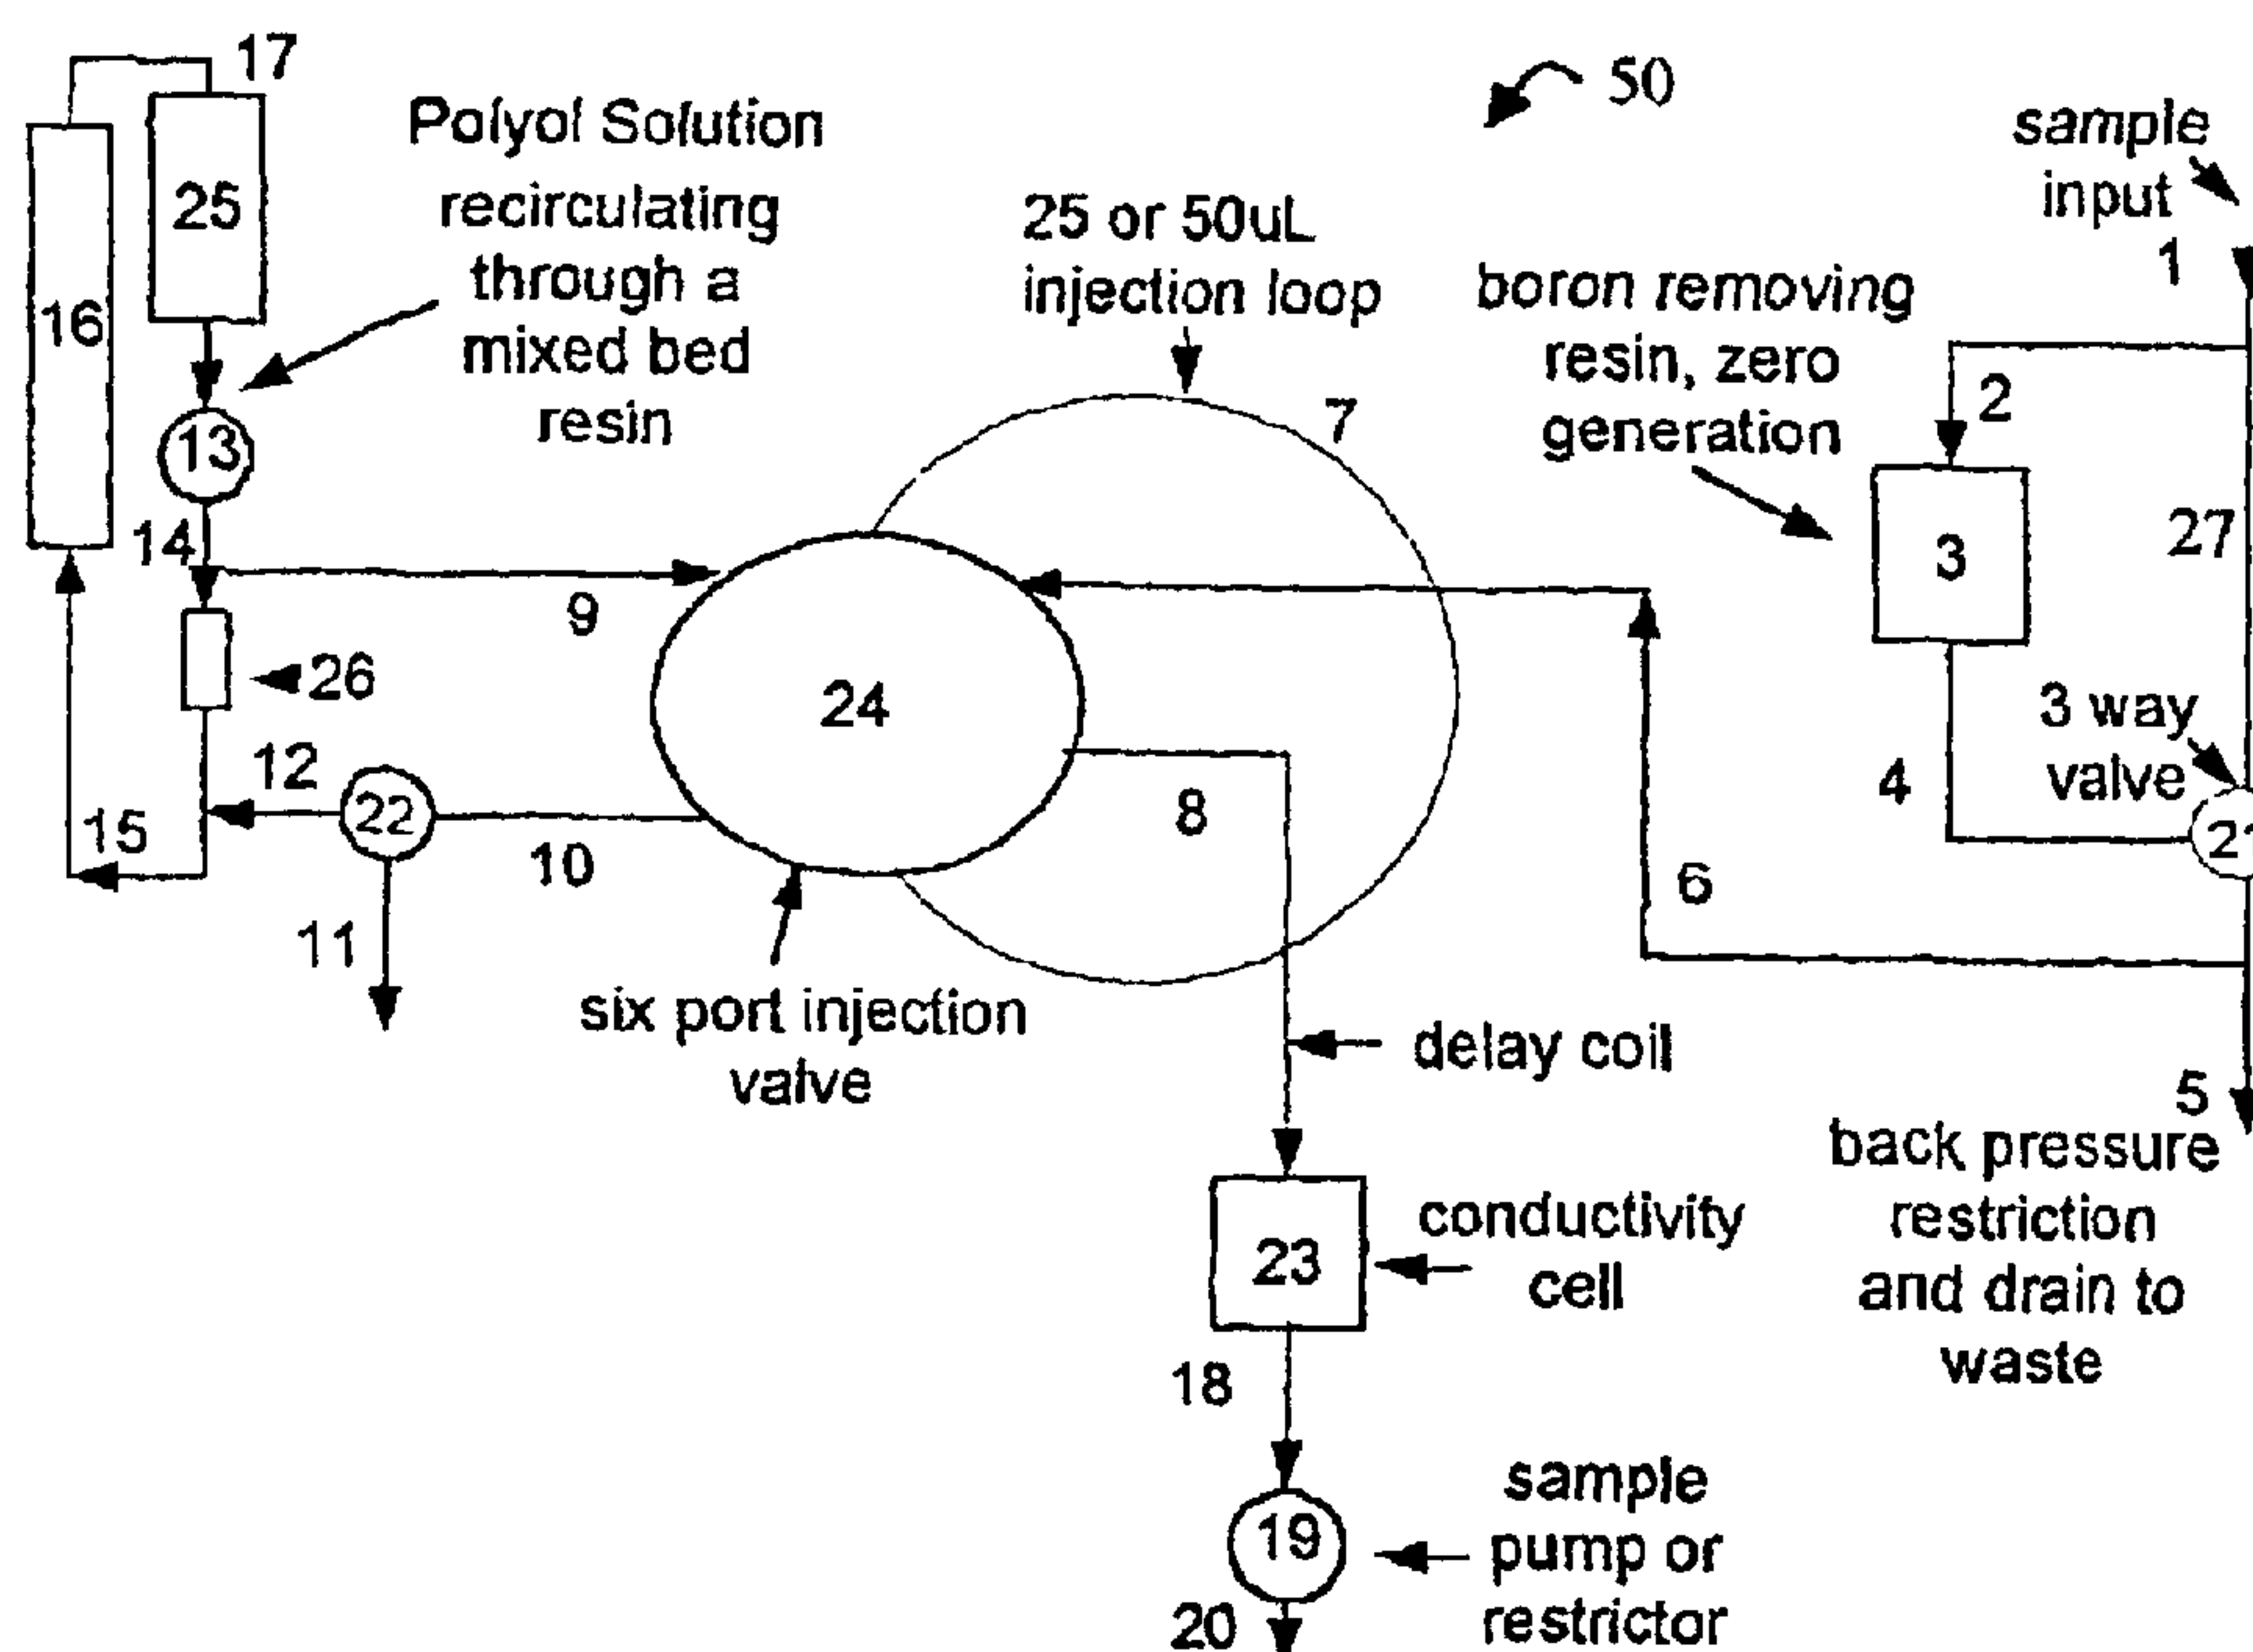 17
50
Polyol Solution
recirculating
through a
mixed bed
resin
25
16
13
14
9
26
12
22
15
10
11
25 or 50uL
injection loop
7
24
8
six port injection
valve
sample
input
1
boron removing
resin, zero
generation
2
3
27
3 way
valve
4
6
delay coil
5
back pressure
restriction
and drain to
waste
23
conductivity
cell
18
19
sample
pump or
restrictor
20